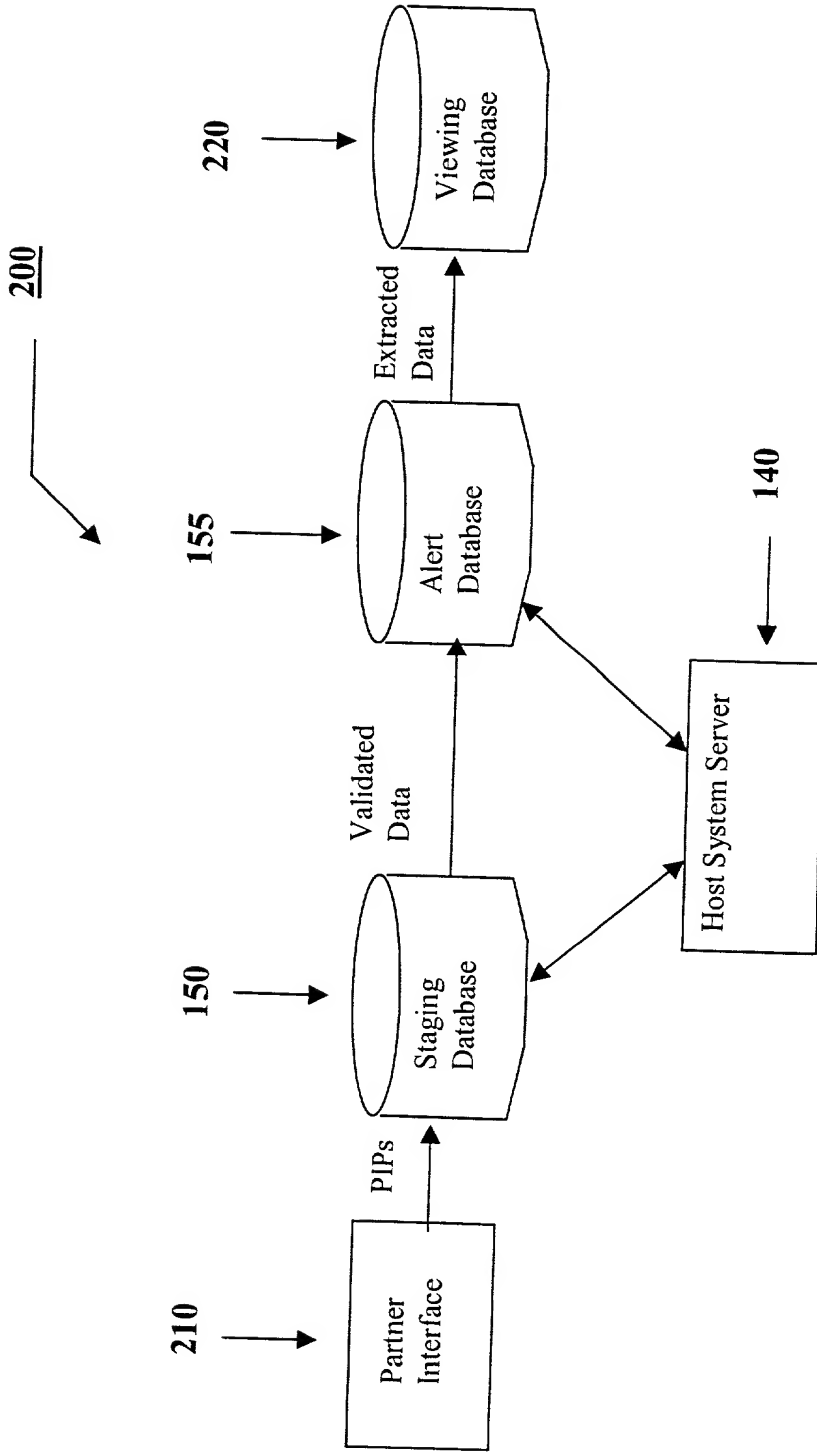 200
210
150
155
220
Partner
Interface
PIPs
Staging
Database
Validated
Data
Alert
Database
Extracted
Data
Viewing
Database
Host System Server
140